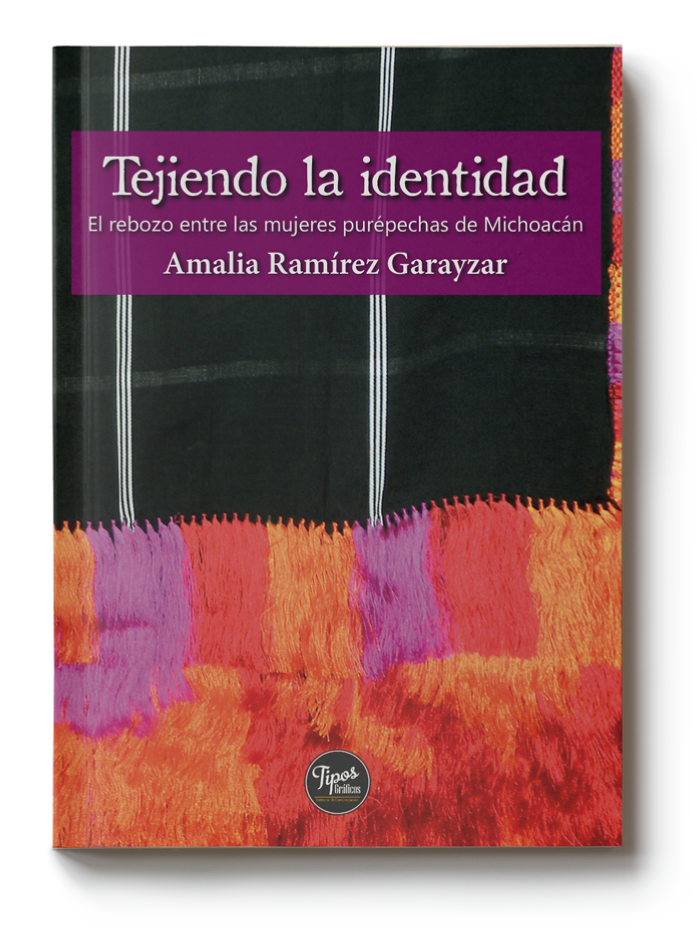 Tejiendo la identidad
El rebozo entre las mujeres purépechas de Michoacán
Amalia Ramírez Garayzar
Tipos
Gráficos